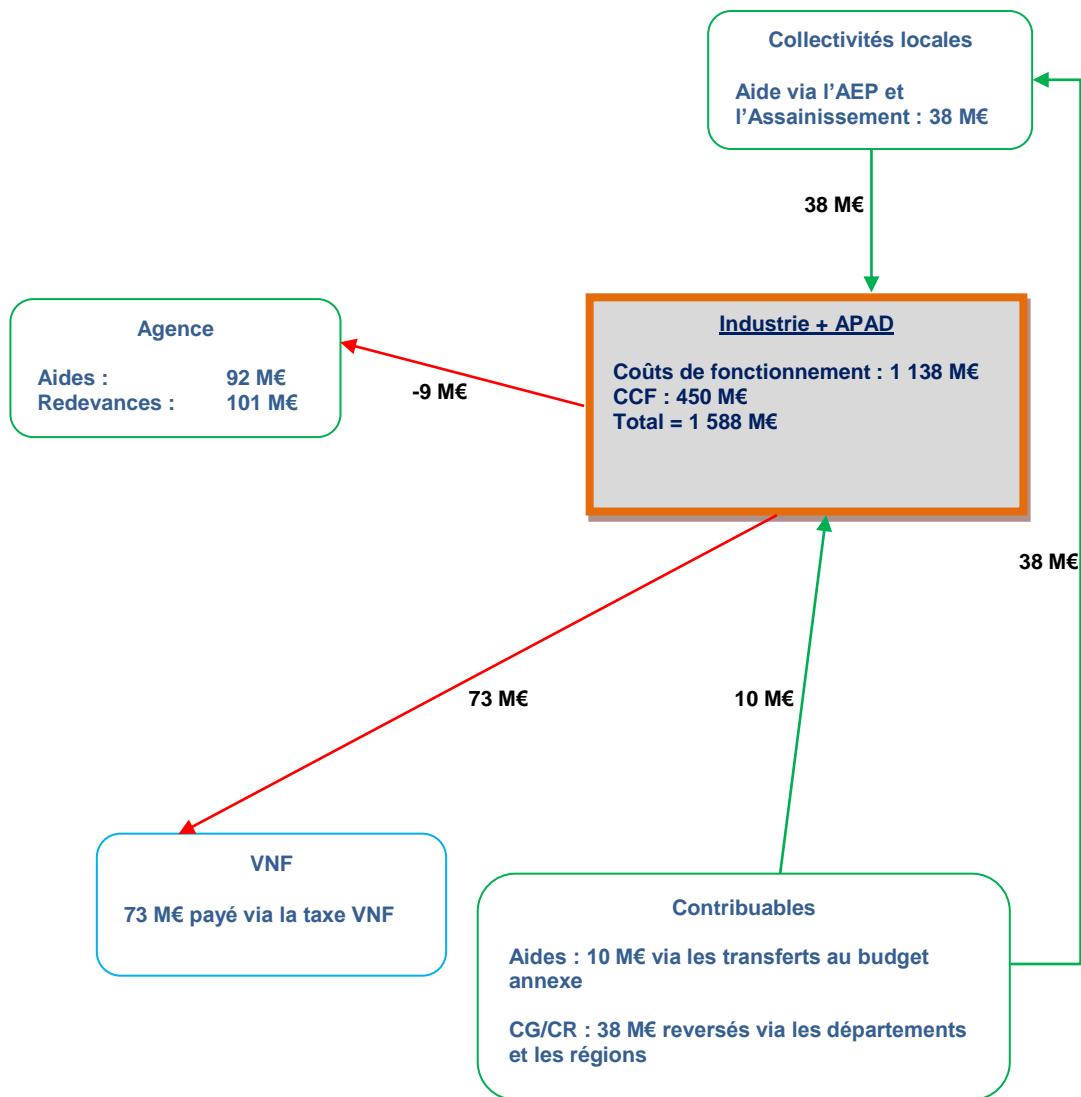 Collectivités locales
Aide via l'AEP et
l'Assainissement : 38 M€
38 M€
Agence
Aides : 92 M€
Redevances : 101 M€
-9 M€
Industrie + APAD
Coûts de fonctionnement : 1 138 M€
CCF : 450 M€
Total = 1 588 M€
38 M€
73 M€
10 M€
VNF
73 M€ payé via la taxe VNF
Contribuables
Aides : 10 M€ via les transferts au budget
annexe
CG/CR : 38 M€ reversés via les départements
et les régions